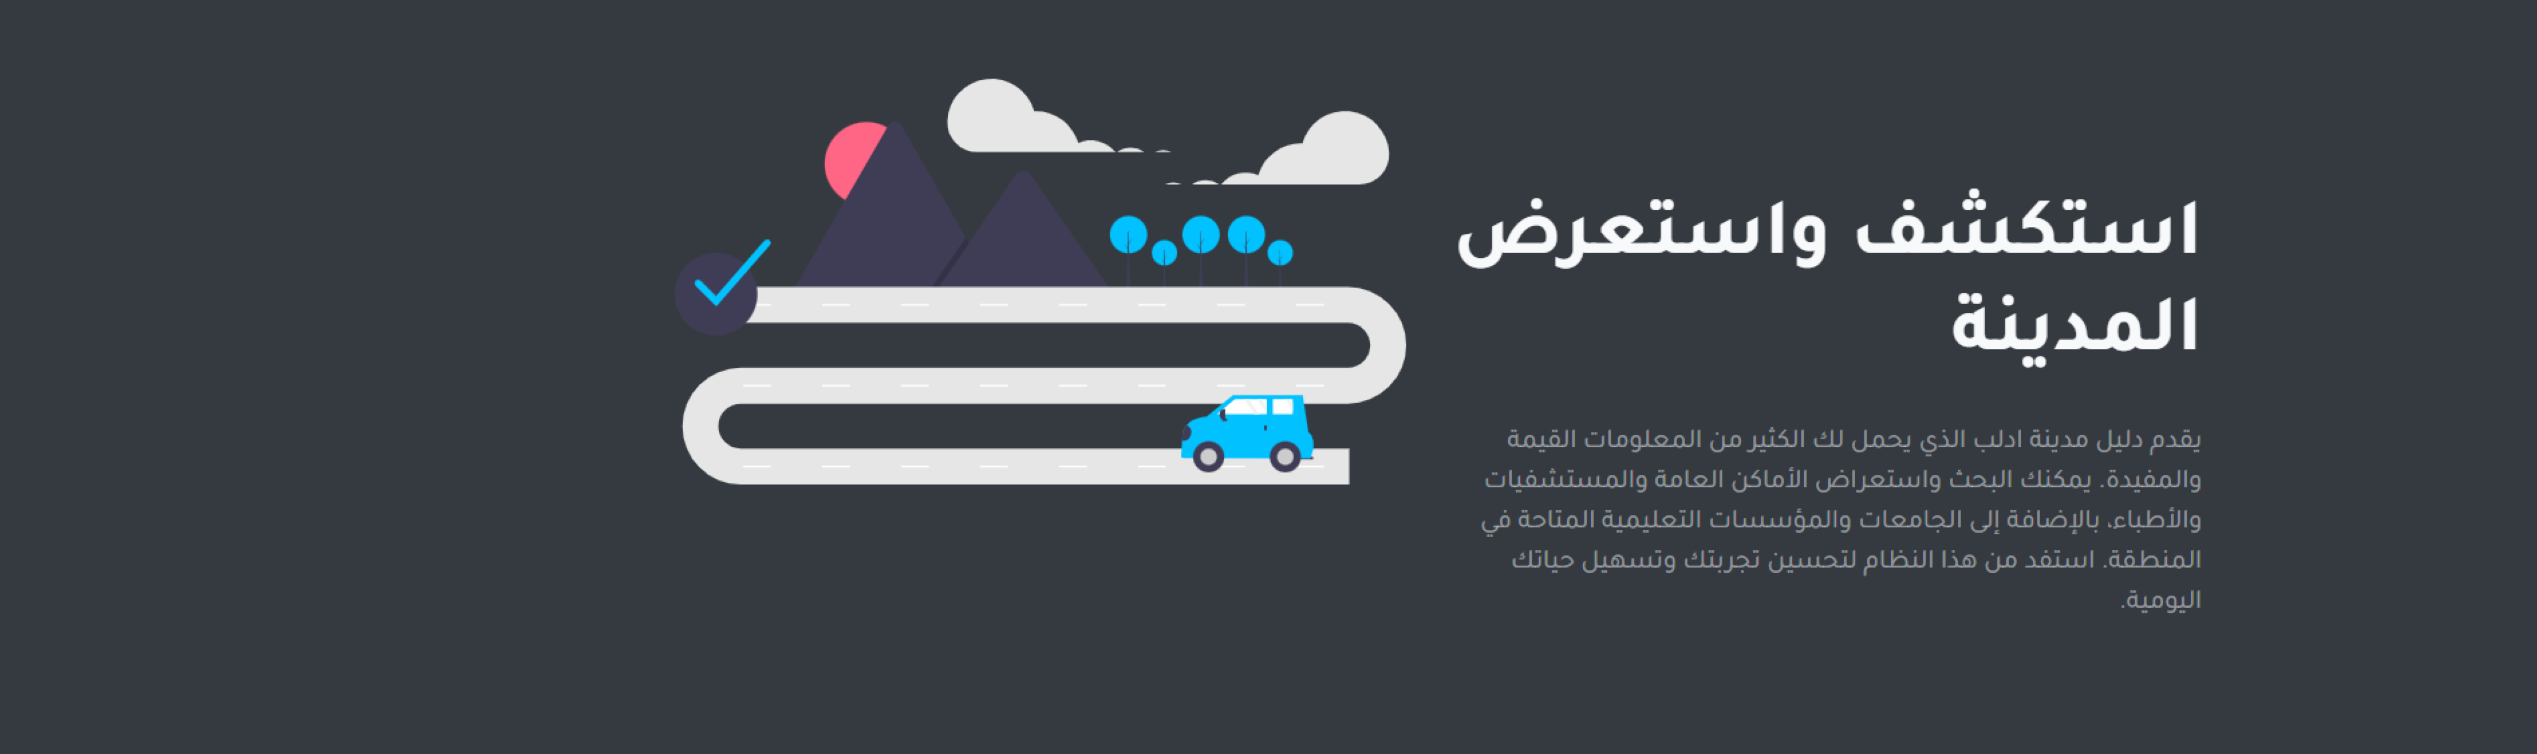 استكشف واستعرض
المدينة
يقدم دليل مدينة ادلب الذي يحمل لك الكثير من المعلومات القيمة
والمفيدة. يمكنك البحث واستعراض الأماكن العامة والمستشفيات
والأطباء، بالإضافة إلى الجامعات والمؤسسات التعليمية المتاحة في
المنطقة. استفد من هذا النظام لتحسين تجربتك وتسهيل حياتك
اليومية.